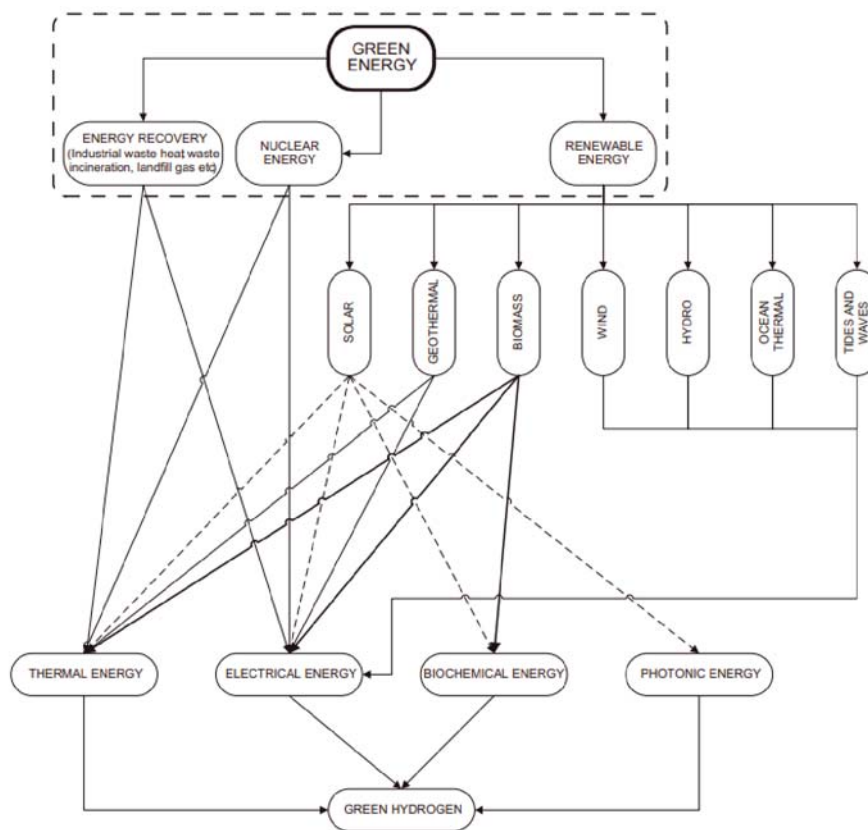 GREEN
ENERGY
ENERGY RECOVERY
(Industrial waste heat, waste
incineration, landfill gas etc)
NUCLEAR
ENERGY
RENEWABLE
ENERGY
SOLAR
GEOTHERMAL
BIOMASS
WIND
HYDRO
OCEAN
THERMAL
TIDES AND
WAVES
THERMAL ENERGY
ELECTRICAL ENERGY
BIOCHEMICAL ENERGY
PHOTONIC ENERGY
GREEN HYDROGEN